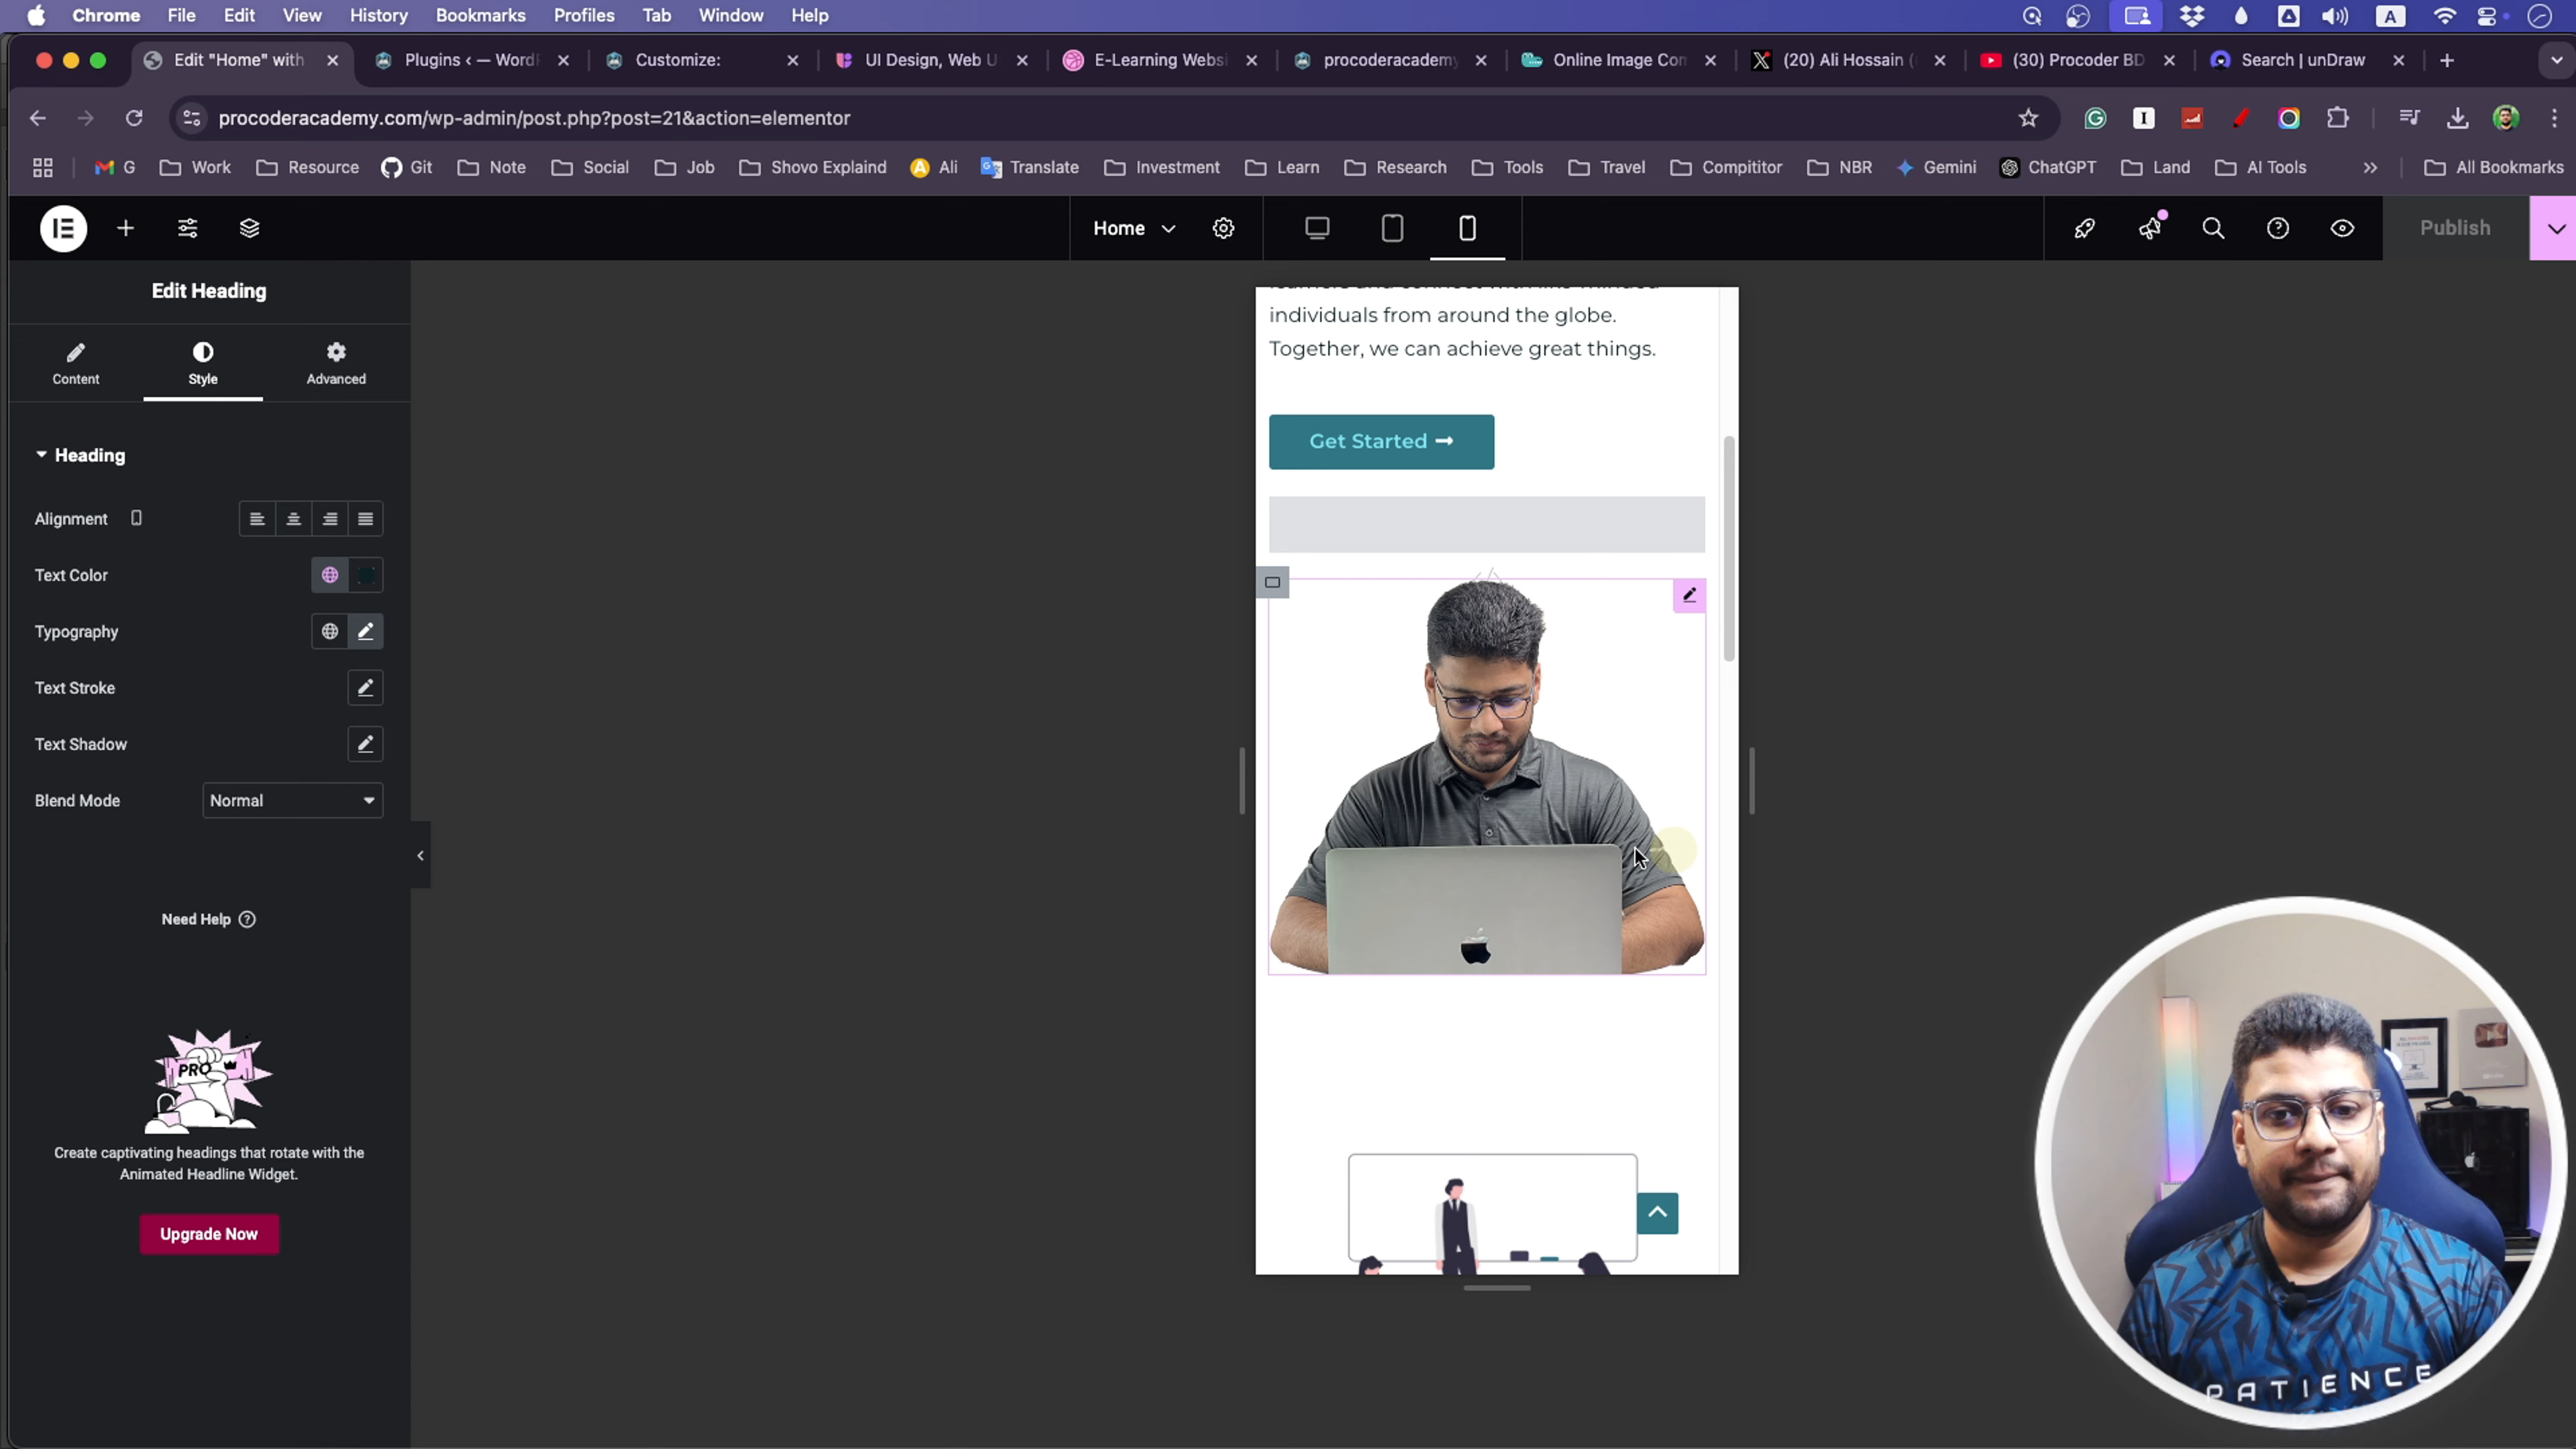 Chrome File Edit View History Bookmarks Profiles Tab Window Help A
Edit "Home" with Plugins ‹ — WordP Customize: UI Design, Web U E-Learning Websi procoderacademy Online Image Con (20) Ali Hossain ( (30) Procoder BD Search | unDraw
procoderacademy.com/wp-admin/post.php?post=21&action=elementor
G Work Resource Git Note Social Job Shovo Explaind Ali Translate Investment Learn Research Tools Travel Compititor NBR Gemini ChatGPT Land AI Tools All Bookmarks
Home Publish
Edit Heading
Content Style Advanced
Heading
Alignment
Text Color
Typography
Text Stroke
Text Shadow
Blend Mode Normal
Need Help
PRO
Create captivating headings that rotate with the
Animated Headline Widget.
Upgrade Now
individuals from around the globe.
Together, we can achieve great things.
Get Started
PATIENCE